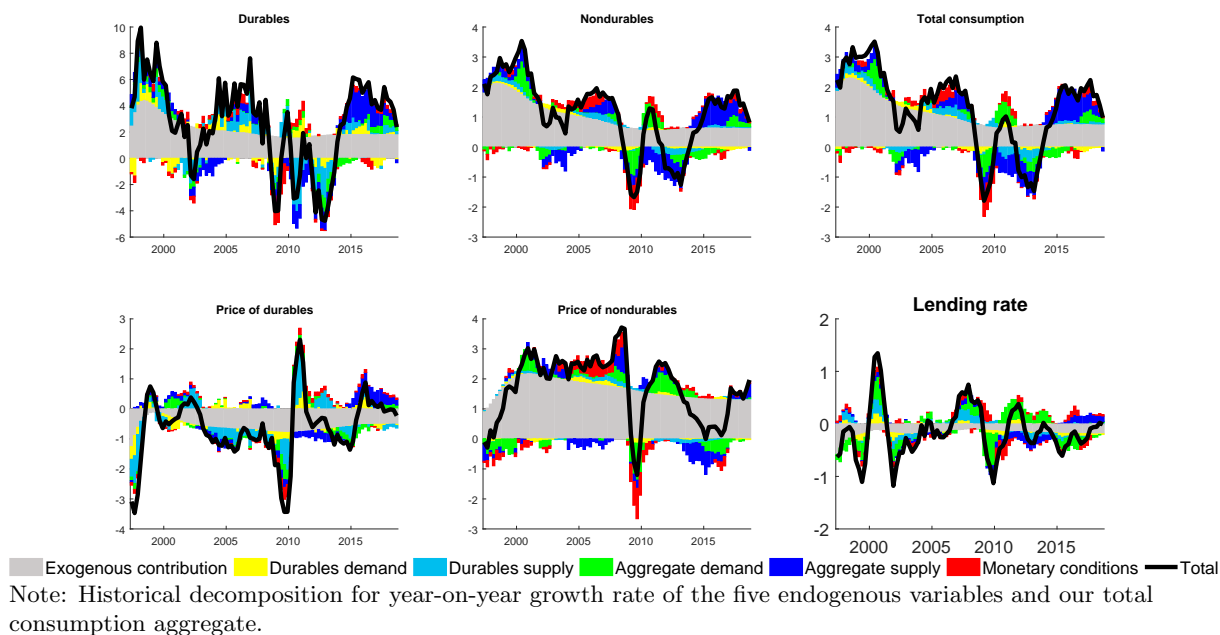 Durables Nondurables Total consumption
10 4 4
8 3 3
6 2 2
4 1 1
2 0 0
0 -1 -1
-2 -2 -2
-4 -3 -3
-6
2000 2005 2010 2015 2000 2005 2010 2015 2000 2005 2010 2015
Price of durables Price of nondurables Lending rate
3 4 2
2 3 1
1 2 0
0 1 -1
-1 0 -2
-2 -1
-3 -2
-4 -3
2000 2005 2010 2015 2000 2005 2010 2015 2000 2005 2010 2015
Exogenous contribution Durables demand Durables supply Aggregate demand Aggregate supply Monetary conditions Total
Note: Historical decomposition for year-on-year growth rate of the five endogenous variables and our total
consumption aggregate.